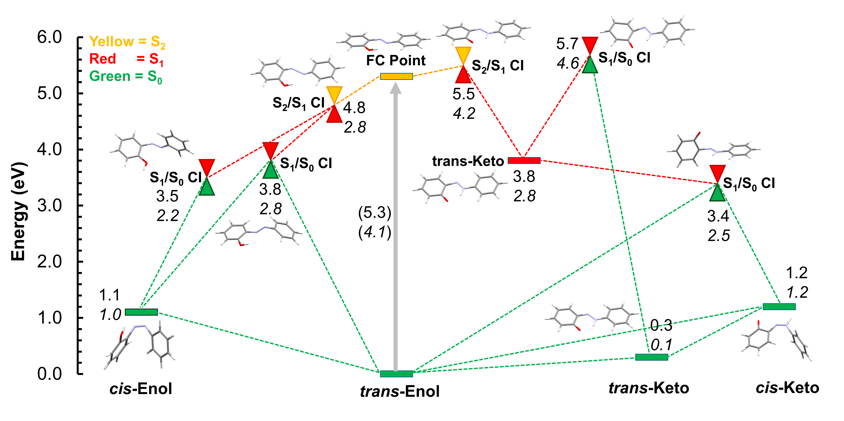 Yellow = S2
Red = S1
Green = S0
Energy (eV)
6.0
5.0
4.0
3.0
2.0
1.0
0.0
FC Point
S2/S1 CI
4.8
2.8
S2/S1 CI
5.5
4.2
5.7
4.6
S1/S0 CI
S1/S0 CI
3.5
2.2
S1/S0 CI
3.8
2.8
trans-Keto
3.8
2.8
S1/S0 CI
3.4
2.5
(5.3)
(4.1)
1.1
1.0
0.3
0.1
1.2
1.2
cis-Enol
trans-Enol
trans-Keto
cis-Keto